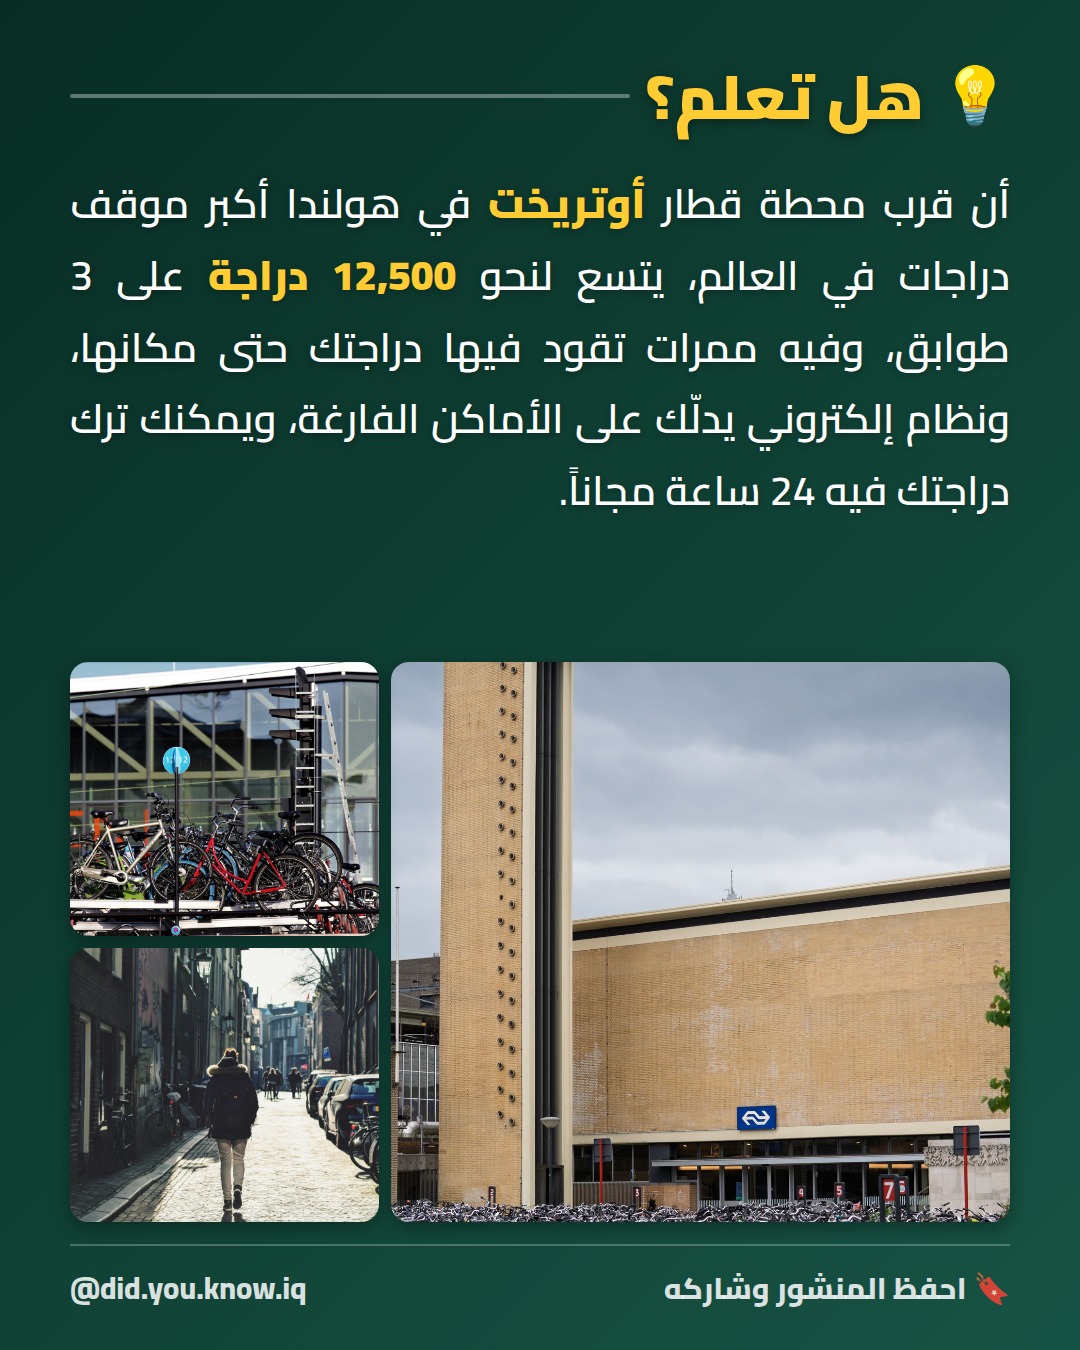 هل تعلم؟
أن قرب محطة قطار أوتريخت في هولندا أكبر موقف
دراجات في العالم، يتسع لنحو 12,500 دراجة على 3
طوابق، وفيه ممرات تقود فيها دراجتك حتى مكانها،
ونظام إلكتروني يدلّك على الأماكن الفارغة، ويمكنك ترك
دراجتك فيه 24 ساعة مجاناً.
7
5
احفظ المنشور وشاركه
@did.you.know.iq